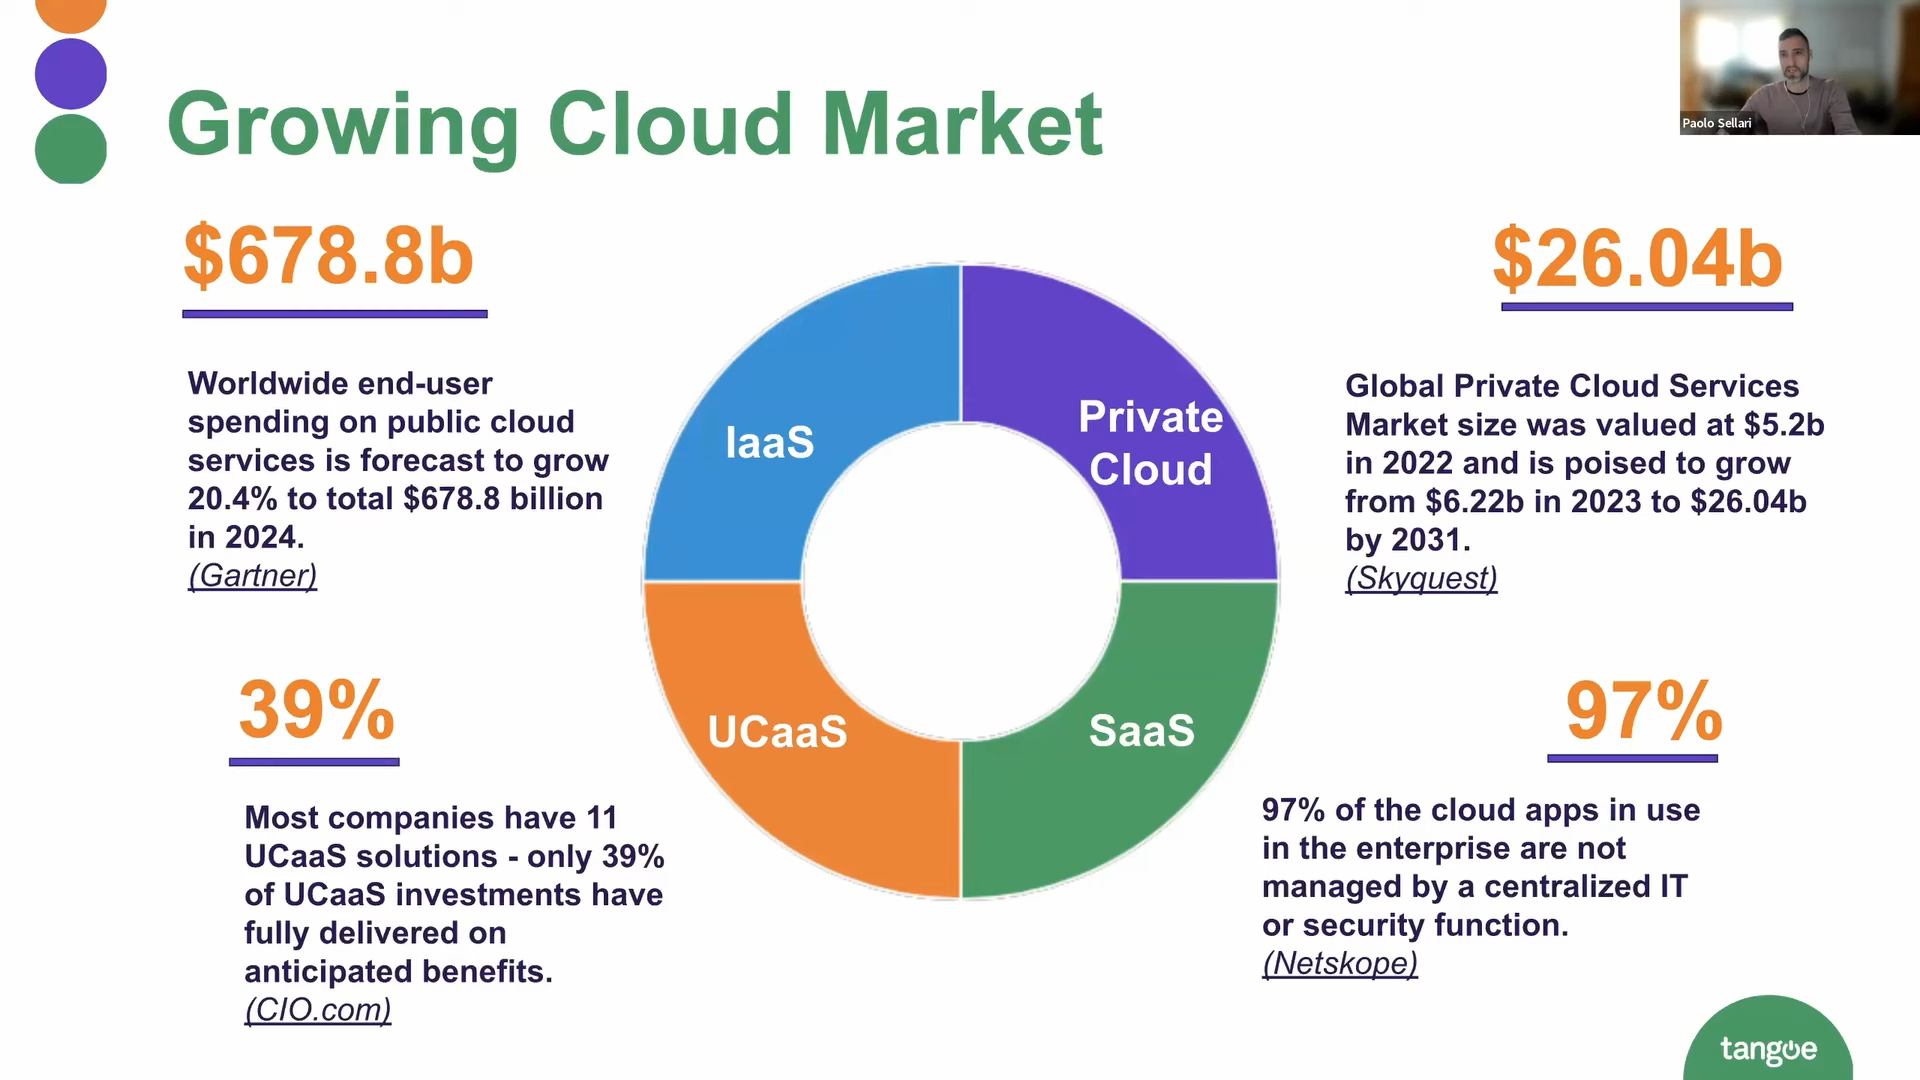 Growing Cloud Market
Paolo Sellari
$678.8b
Worldwide end-user
spending on public cloud
services is forecast to grow
20.4% to total $678.8 billion
in 2024.
(Gartner)
$26.04b
Global Private Cloud Services
Market size was valued at $5.2b
in 2022 and is poised to grow
from $6.22b in 2023 to $26.04b
by 2031.
(Skyquest)
IaaS
Private
Cloud
UCaaS
SaaS
39%
Most companies have 11
UCaaS solutions - only 39%
of UCaaS investments have
fully delivered on
anticipated benefits.
(CIO.com)
97%
97% of the cloud apps in use
in the enterprise are not
managed by a centralized IT
or security function.
(Netskope)
tangoe